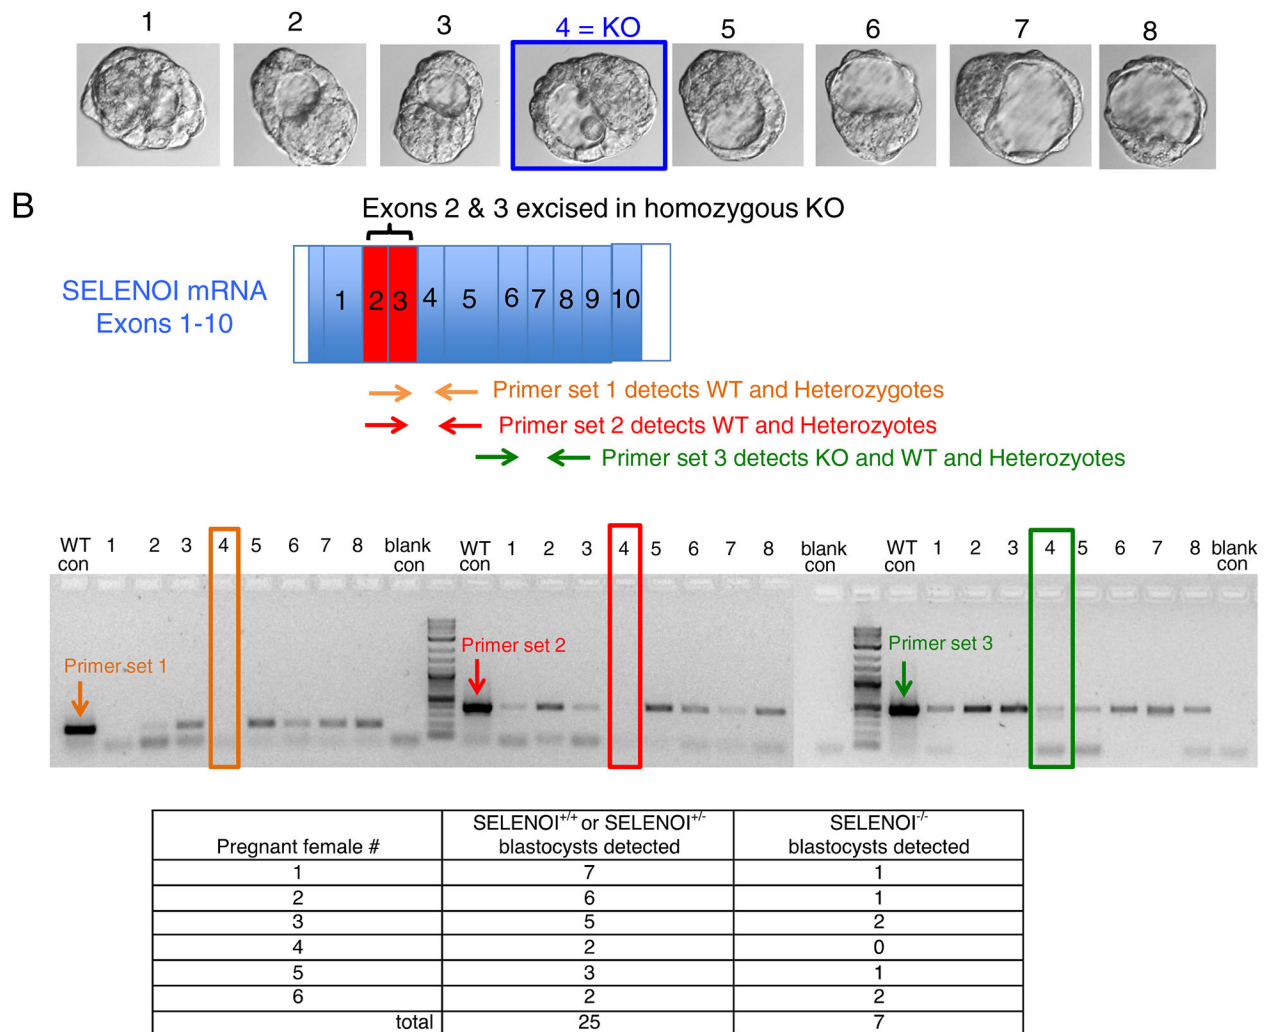 1 2 3 4 = KO 5 6 7 8
B
Exons 2 & 3 excised in homozygous KO
SELENOI mRNA
Exons 1-10
1 2 3 4 5 6 7 8 9 10
Primer set 1 detects WT and Heterozygotes
Primer set 2 detects WT and Heterozyotes
Primer set 3 detects KO and WT and Heterozyotes
WT con 1 2 3 4 5 6 7 8 blank con WT con 1 2 3 4 5 6 7 8 blank con WT con 1 2 3 4 5 6 7 8 blank con
Primer set 1
Primer set 2
Primer set 3
Pregnant female # SELENOI+/+ or SELENOI+/- blastocysts detected SELENOI-/- blastocysts detected
1 7 1
2 6 1
3 5 2
4 2 0
5 3 1
6 2 2
total 25 7